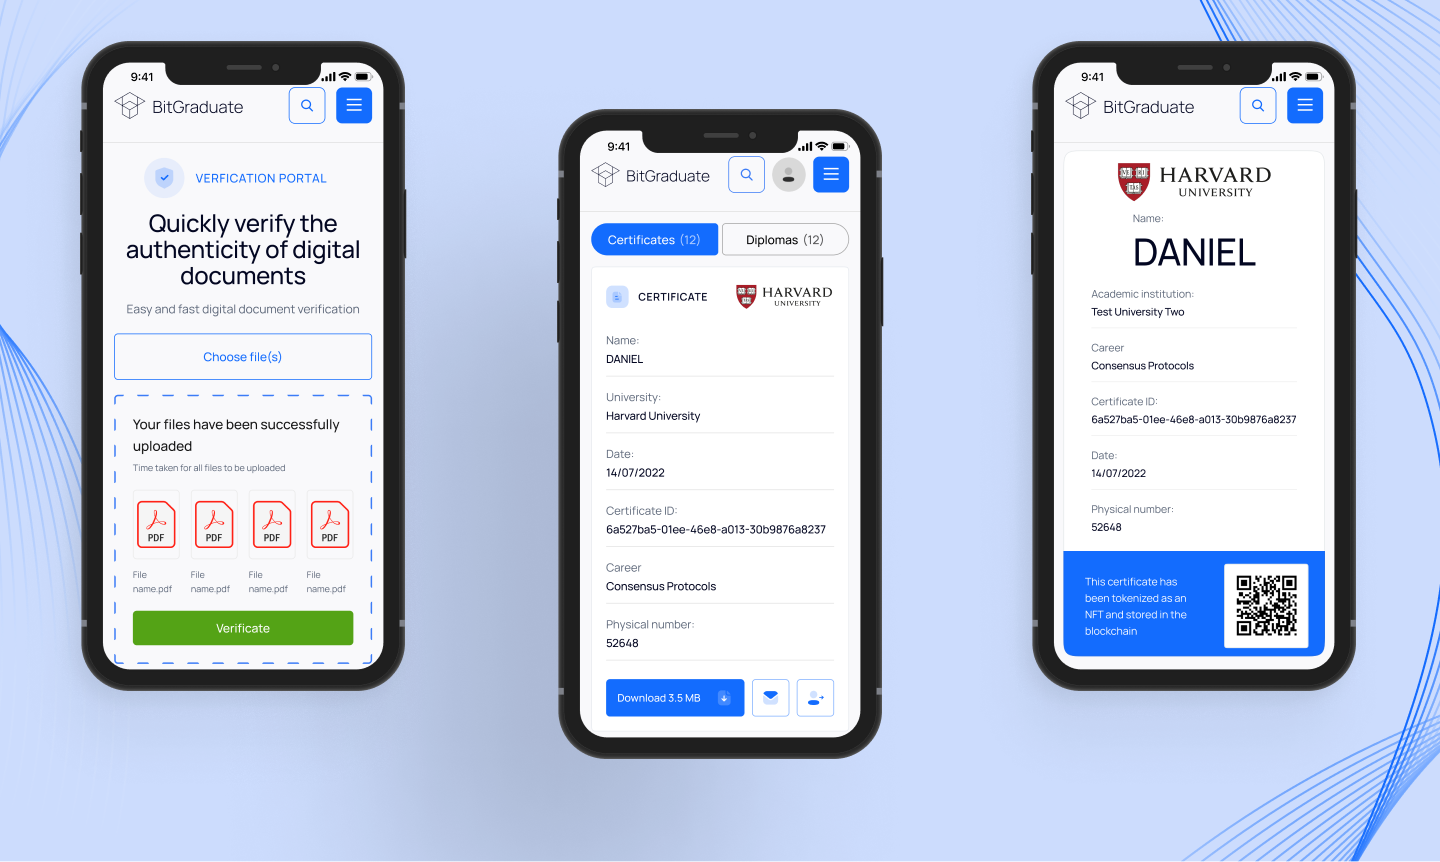 9:41
BitGraduate
VERFICATION PORTAL
Quickly verify the
authenticity of digital
documents
Easy and fast digital document verification
Choose file(s)
Your files have been successfully
uploaded
Time taken for all files to be uploaded
PDF PDF PDF PDF
File File File File
name.pdf name.pdf name.pdf name.pdf
Verificate
9:41
BitGraduate
Certificates (12) Diplomas (12)
CERTIFICATE HARVARD
UNIVERSITY
Name:
DANIEL
University:
Harvard University
Date:
14/07/2022
Certificate ID:
6a527ba5-01ee-46e8-a013-30b9876a8237
Career
Consensus Protocols
Physical number:
52648
Download 3.5 MB
9:41
BitGraduate
VE RI TAS
HARVARD
UNIVERSITY
Name:
DANIEL
Academic institution:
Test University Two
Career
Consensus Protocols
Certificate ID:
6a527ba5-01ee-46e8-a013-30b9876a8237
Date:
14/07/2022
Physical number:
52648
This certificate has
been tokenized as an
NFT and stored in the
blockchain